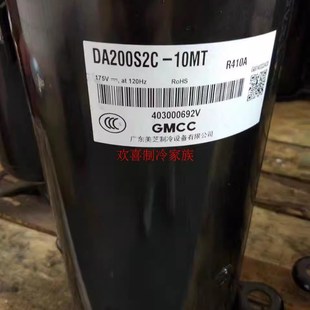 DA200S2C-10MT R410A
175V ⎓, at 120Hz RoHS
403000692V
GMCC
广东美芝制冷设备有限公司
欢喜制冷家族